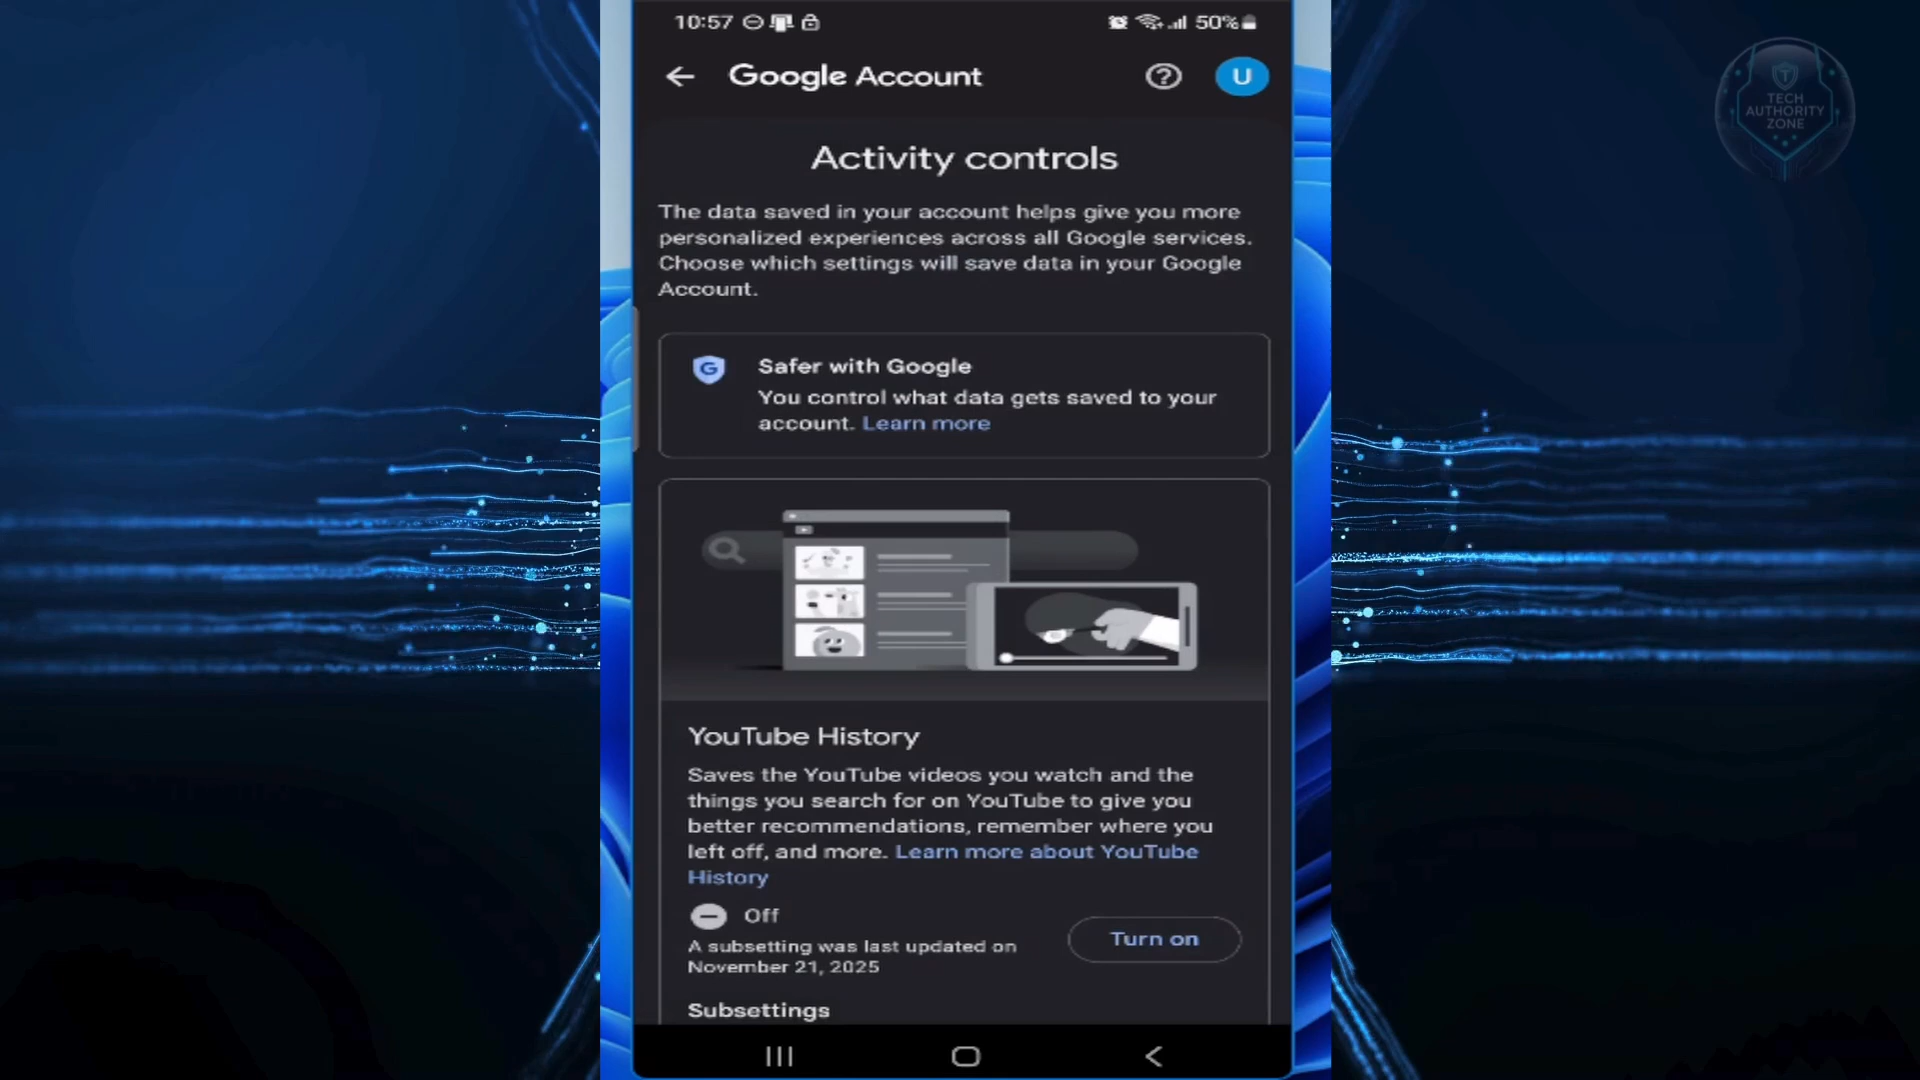 10:57
50%
Google Account
U
T
TECH
AUTHORITY
ZONE
Activity controls
The data saved in your account helps give you more
personalized experiences across all Google services.
Choose which settings will save data in your Google
Account.
G
Safer with Google
You control what data gets saved to your
account. Learn more
YouTube History
Saves the YouTube videos you watch and the
things you search for on YouTube to give you
better recommendations, remember where you
left off, and more. Learn more about YouTube
History
Off
A subsetting was last updated on
November 21, 2025
Turn on
Subsettings